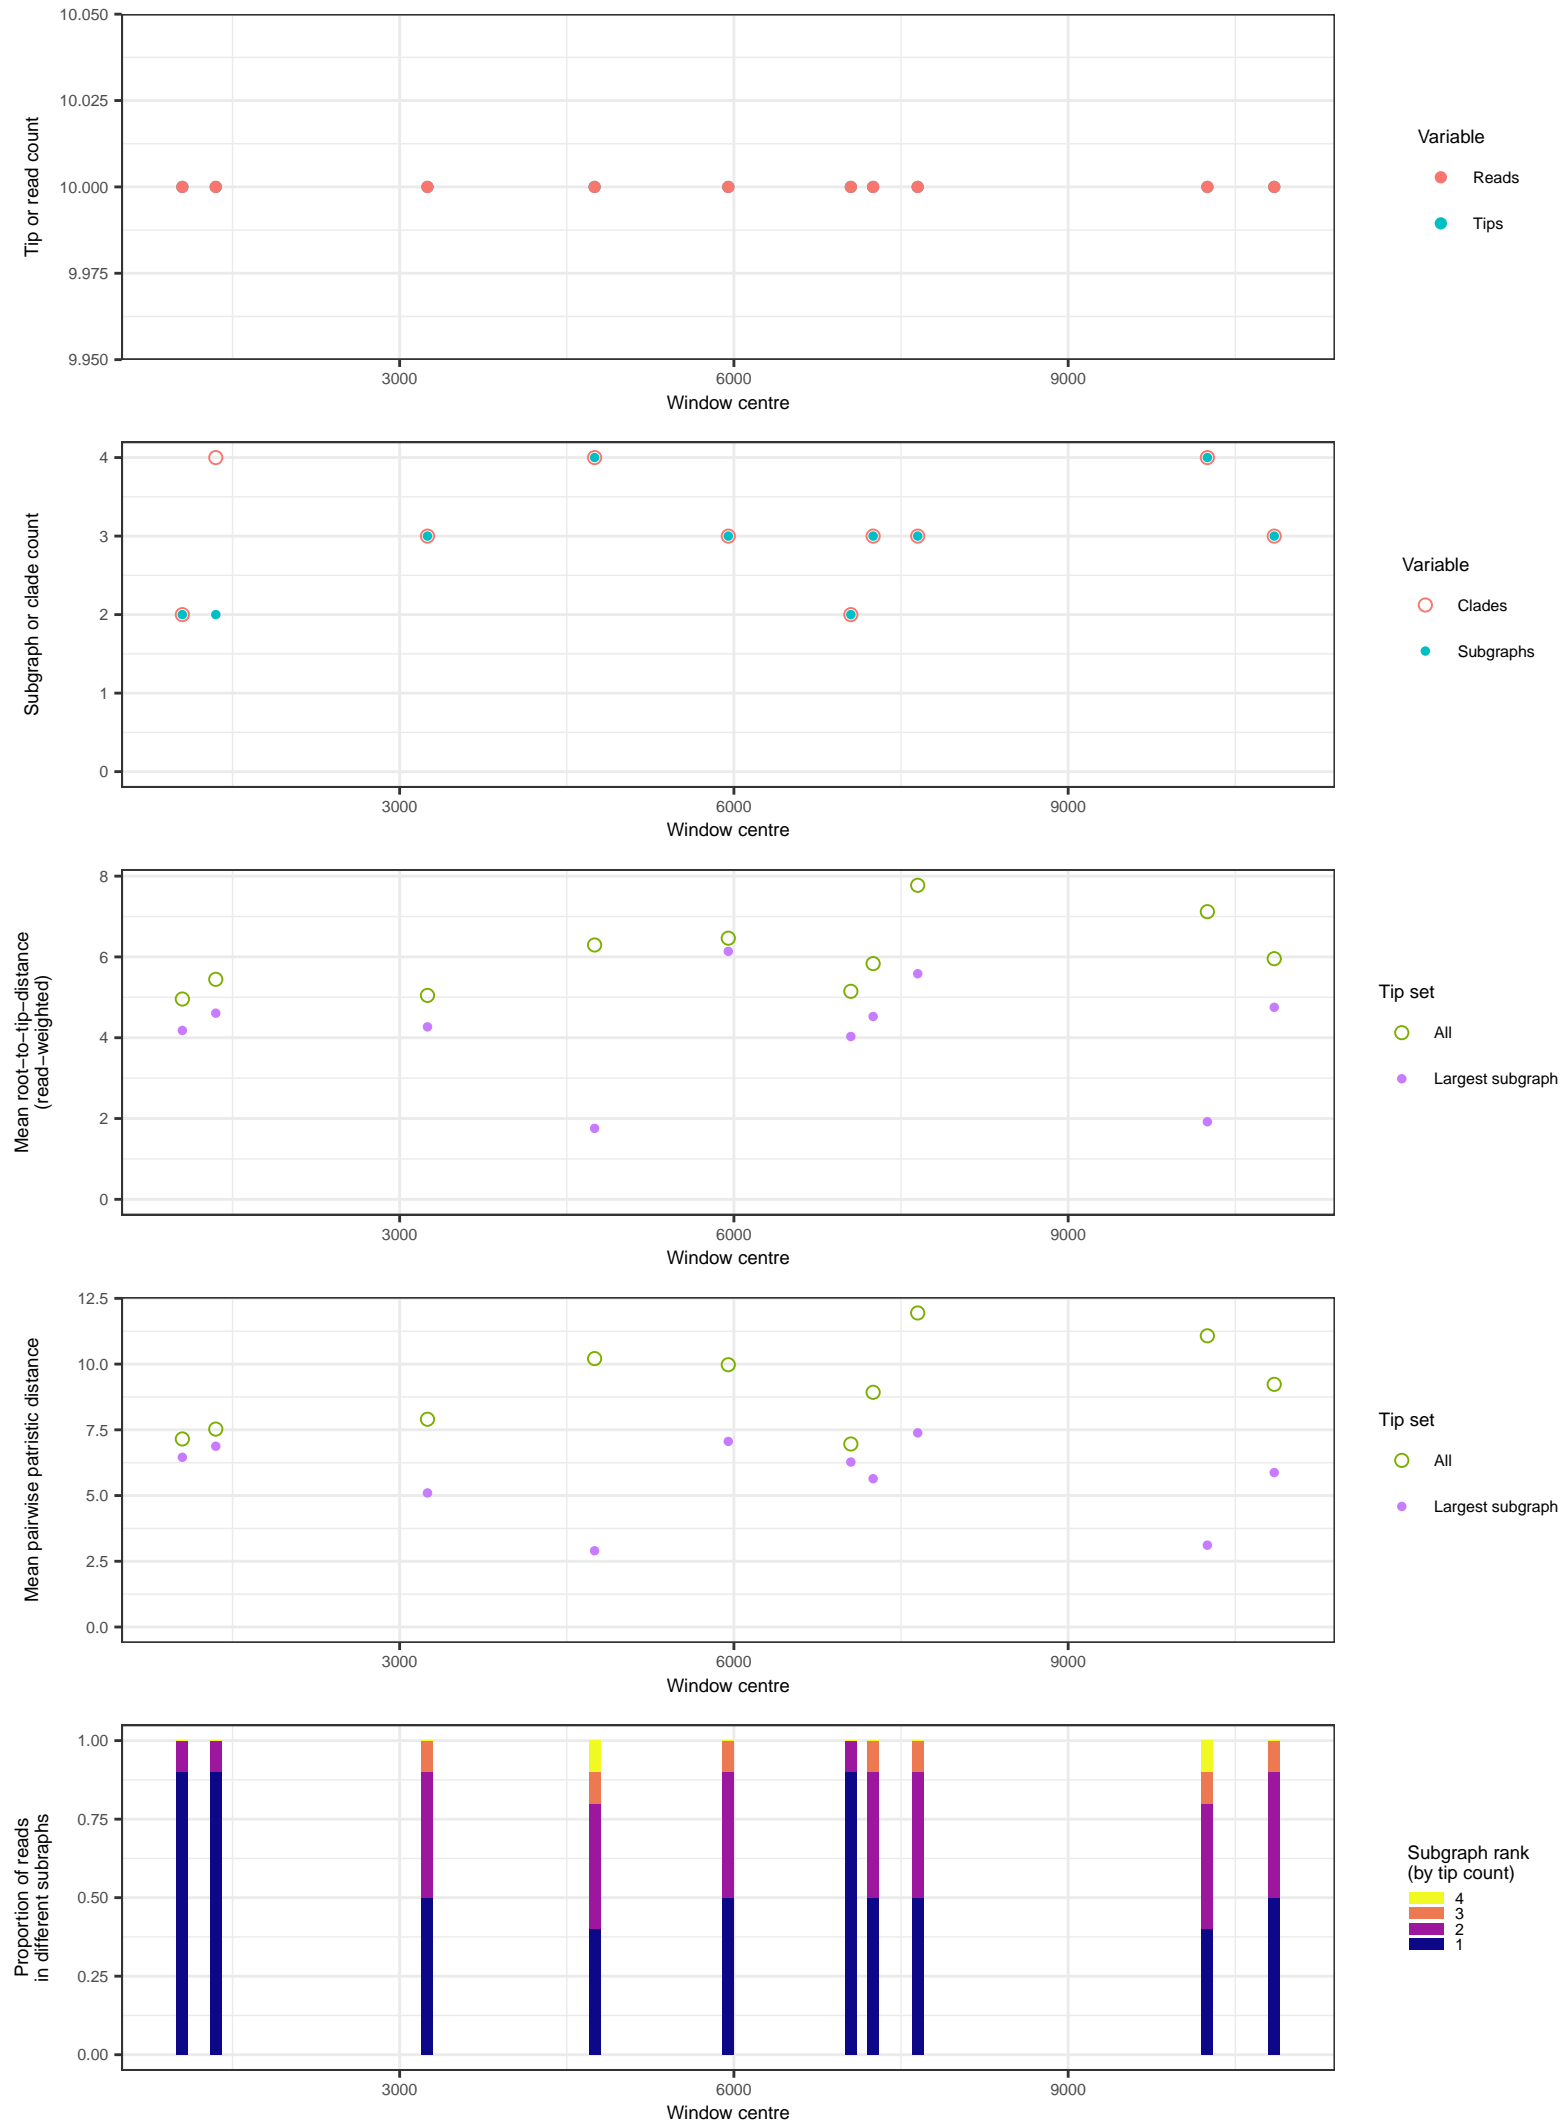 10.050
10.025
10.000
9.975
9.950
Tip or read count
3000 6000 9000
Window centre
Variable
Reads
Tips
4
3
2
1
0
Subgraph or clade count
3000 6000 9000
Window centre
Variable
Clades
Subgraphs
8
6
4
2
0
Mean root−to−tip−distance
(read−weighted)
3000 6000 9000
Window centre
Tip set
All
Largest subgraph
12.5
10.0
7.5
5.0
2.5
0.0
Mean pairwise patristic distance
3000 6000 9000
Window centre
Tip set
All
Largest subgraph
1.00
0.75
0.50
0.25
0.00
Proportion of reads
in different subraphs
3000 6000 9000
Window centre
Subgraph rank
(by tip count)
4
3
2
1